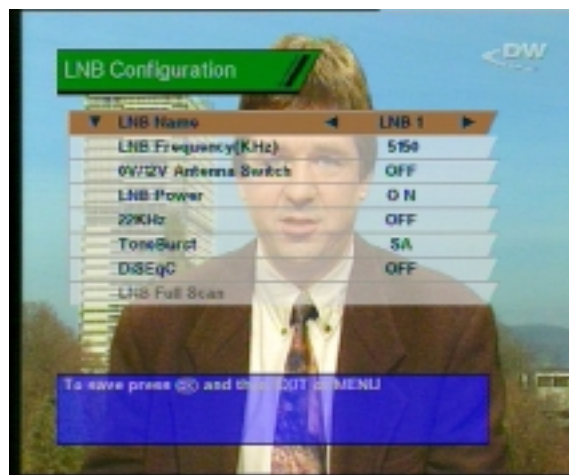 DW
LNB Configuration
LNB Name LNB 1
LNB Frequency(KHz) 5150
0V/12V Antenna Switch OFF
LNB Power ON
22KHz OFF
ToneBurst SA
DiSEqC OFF
LNB Full Scan
To save press OK and then EXIT or MENU